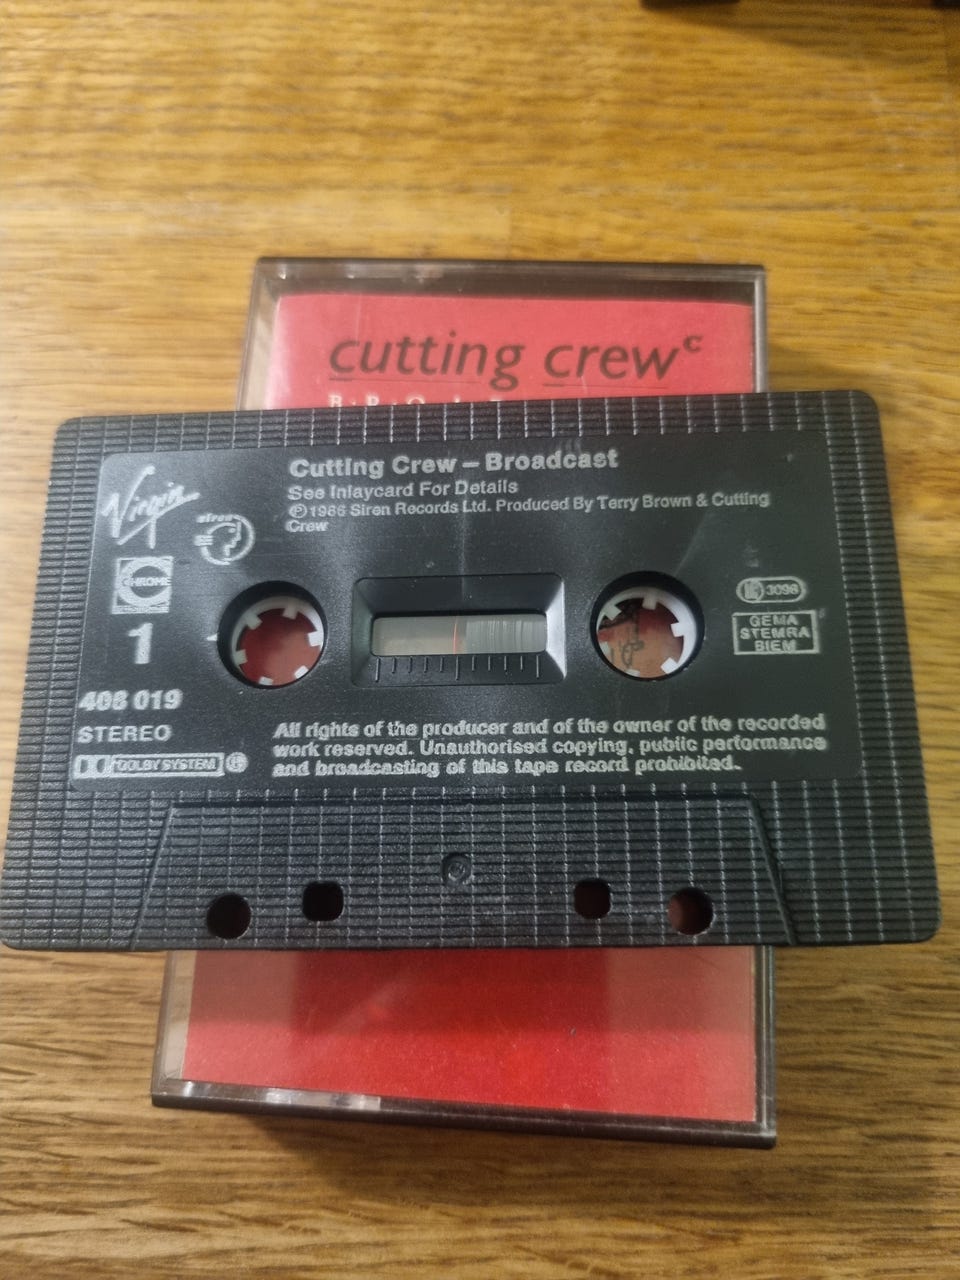 cutting crew c
Virgin
siren
Cutting Crew – Broadcast
See Inlaycard For Details
Ⓟ 1986 Siren Records Ltd. Produced By Terry Brown & Cutting
Crew
CHROME
1
3098
GEMA
STEMRA
BIEM
408 019
STEREO
DOLBY SYSTEM
All rights of the producer and of the owner of the recorded
work reserved. Unauthorised copying, public performance
and broadcasting of this tape record prohibited.